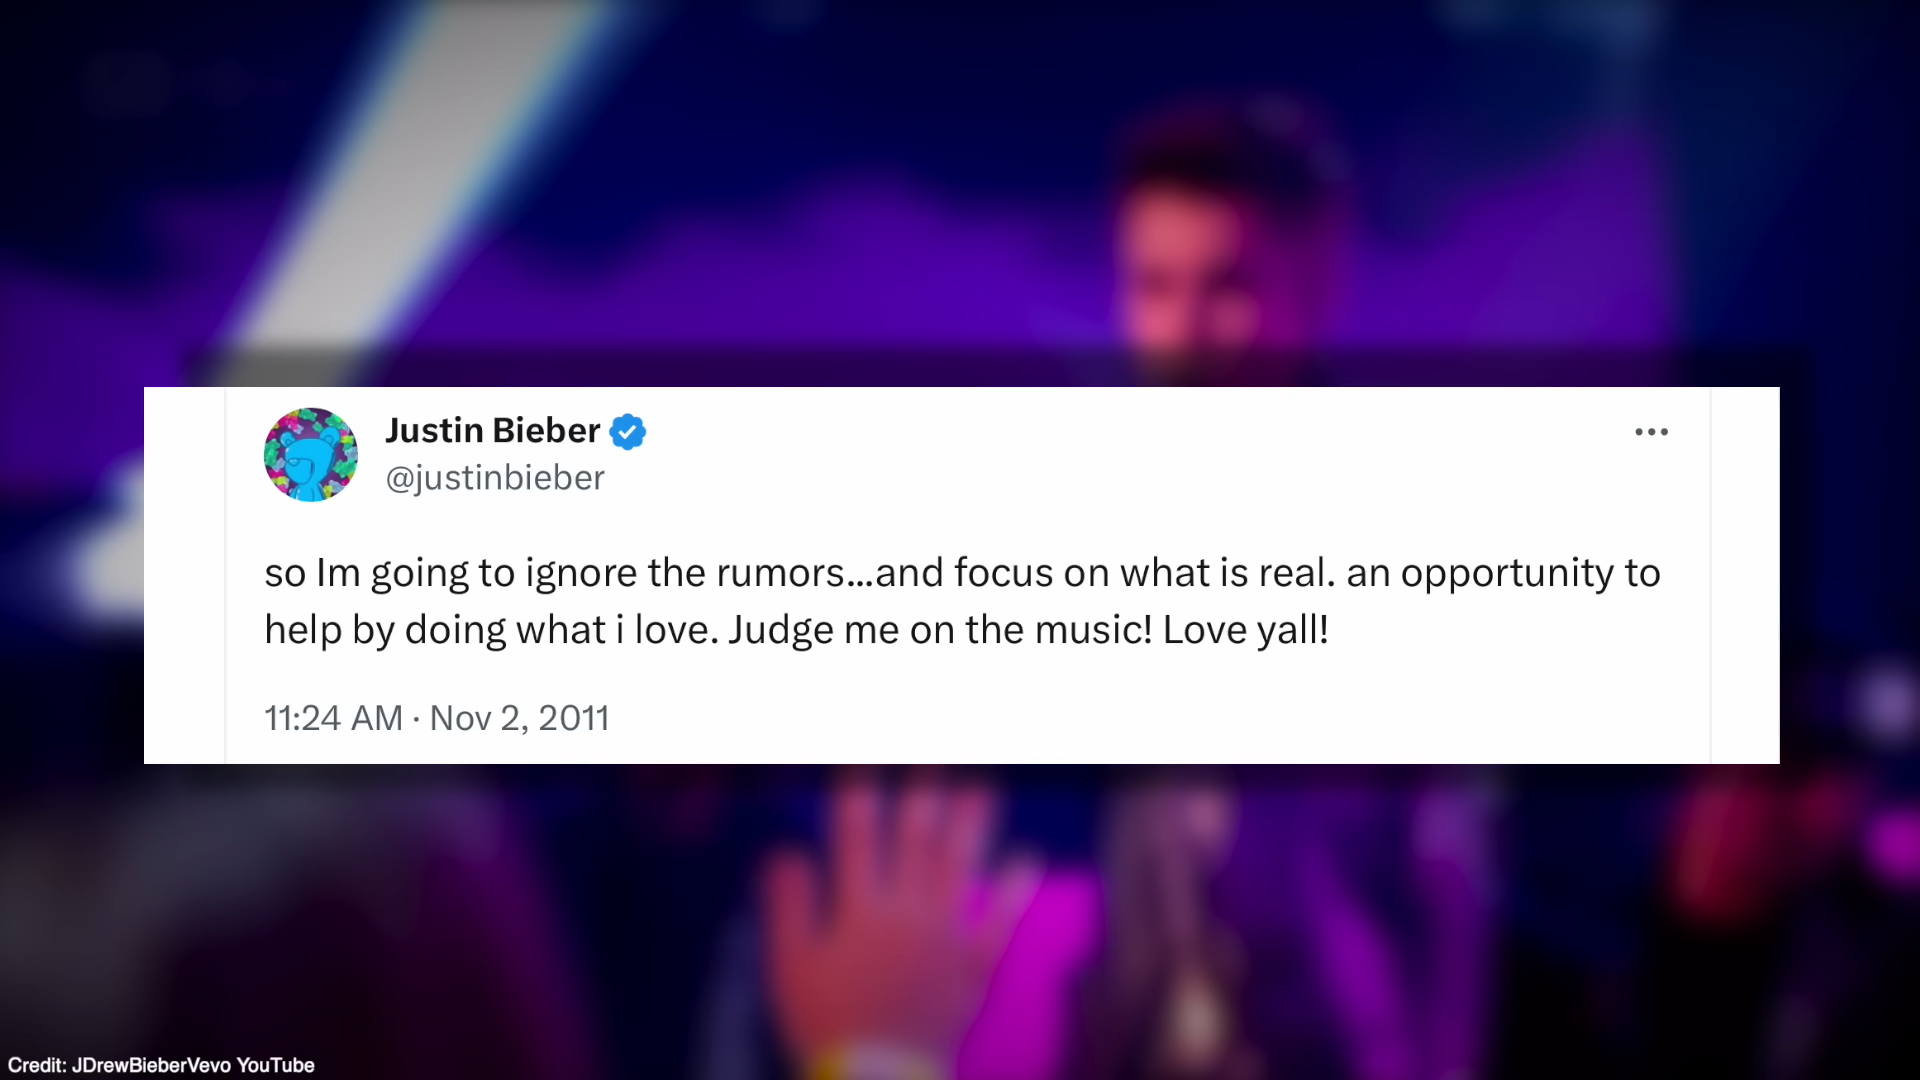 Justin Bieber
@justinbieber
so Im going to ignore the rumors...and focus on what is real. an opportunity to
help by doing what i love. Judge me on the music! Love yall!
11:24 AM · Nov 2, 2011
Credit: JDrewBieberVevo YouTube